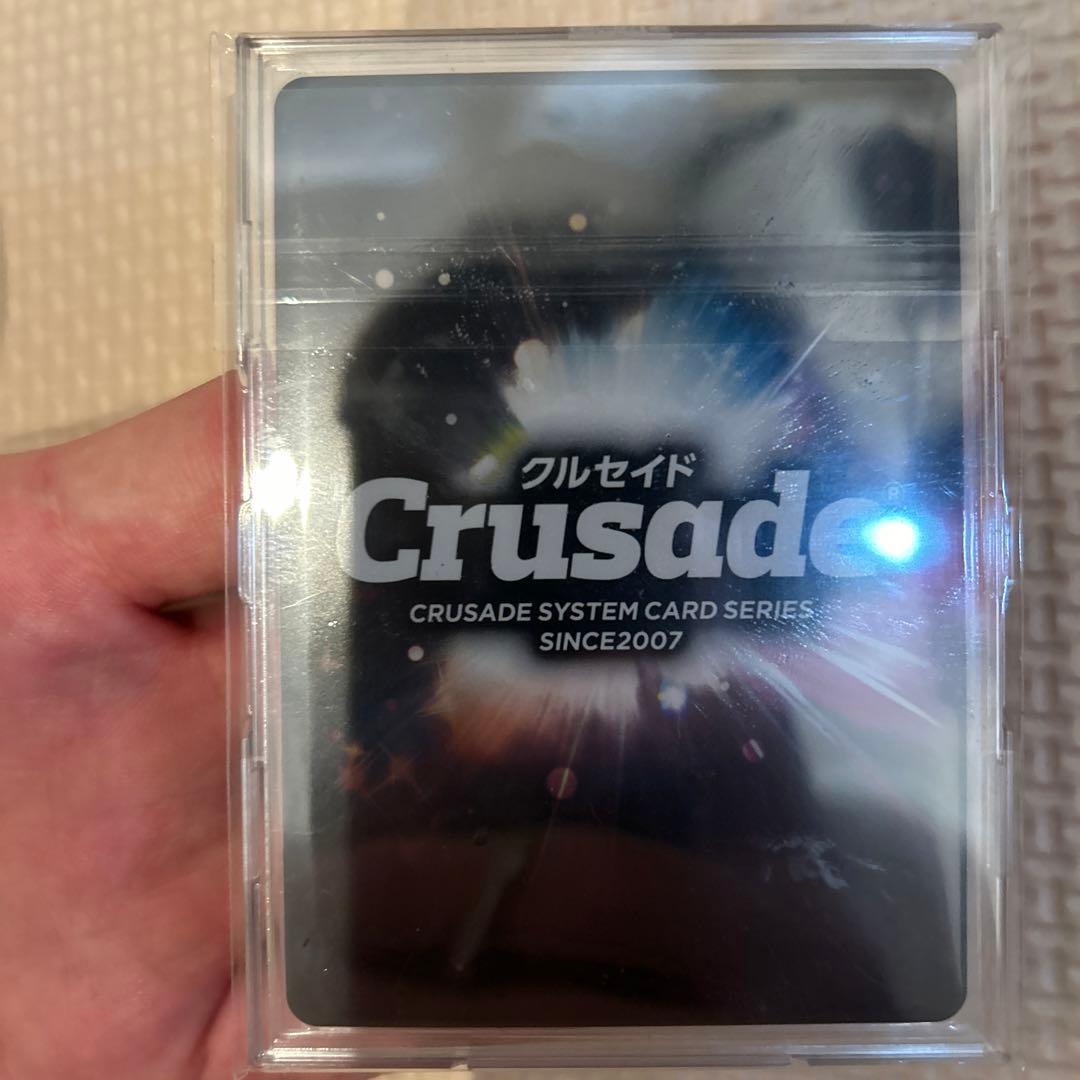 クルセイド
Crusade®
CRUSADE SYSTEM CARD SERIES
SINCE2007